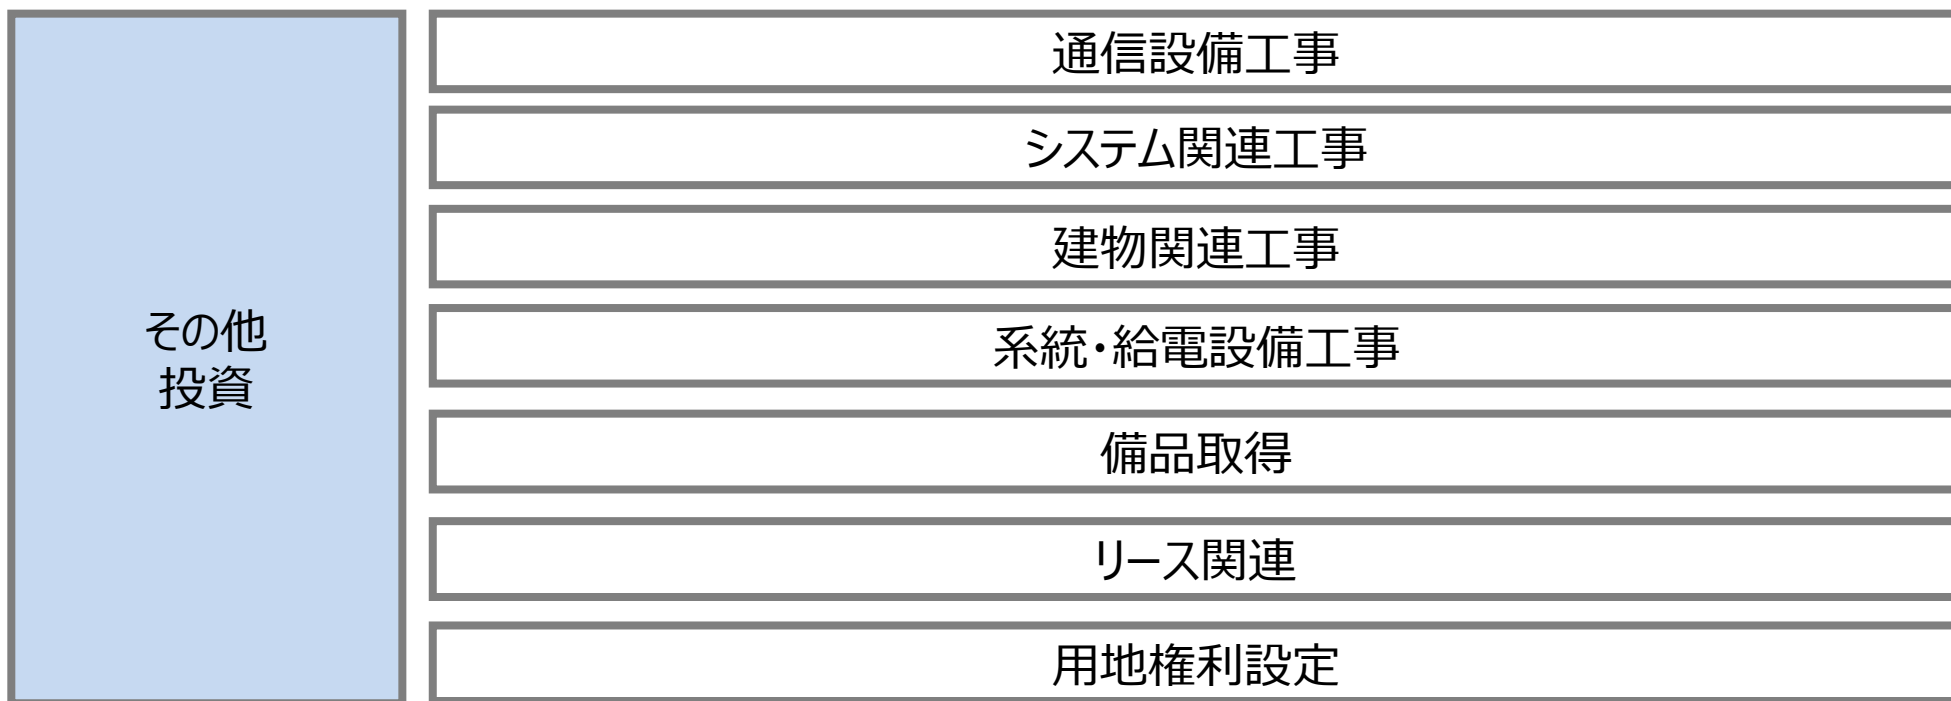 その他
投資
通信設備工事
システム関連工事
建物関連工事
系統・給電設備工事
備品取得
リース関連
用地権利設定